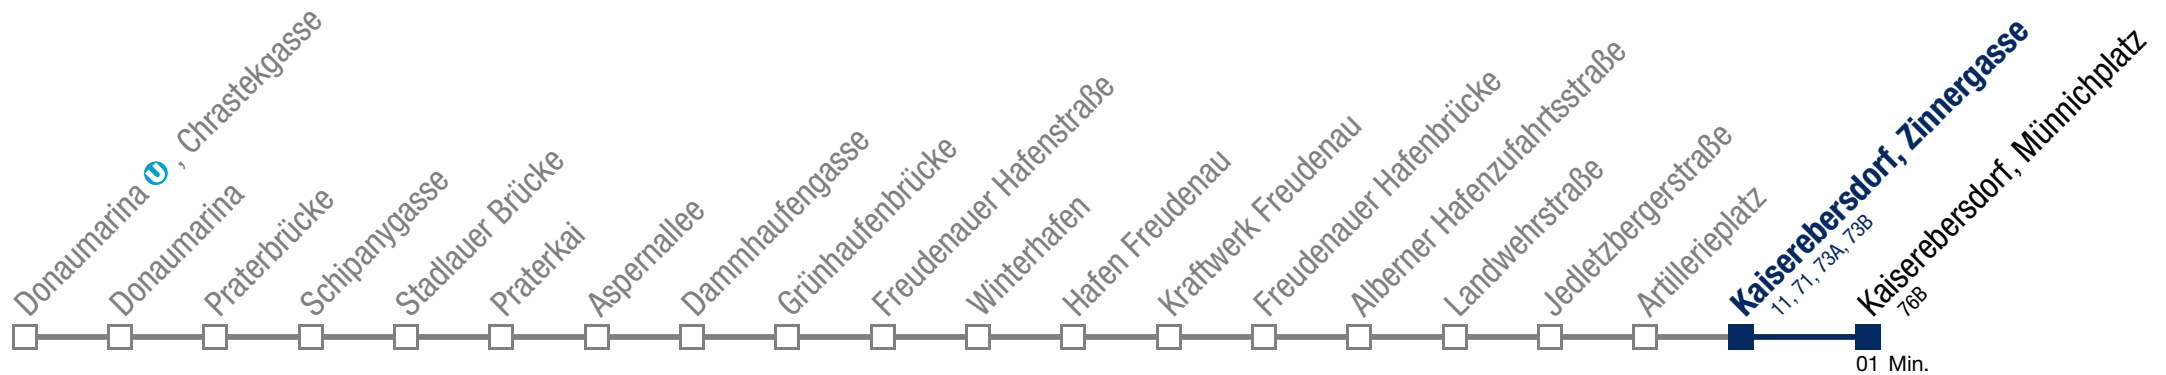 Donaumarina U, Chrastekgasse
Donaumarina
Praterbrücke
Schipanygasse
Stadlauer Brücke
Praterkai
Aspernallee
Dammhaufengasse
Grünhaufenbrücke
Freudenauer Hafenstraße
Winterhafen
Hafen Freudenau
Kraftwerk Freudenau
Freudenauer Hafenbrücke
Alberner Hafenzufahrtsstraße
Landwehrstraße
Jedletzbergerstraße
Artillerieplatz
Kaiserebersdorf, Zinnergasse
11, 71, 73A, 73B
Kaiserebersdorf, Münnichplatz
76B
01 Min.